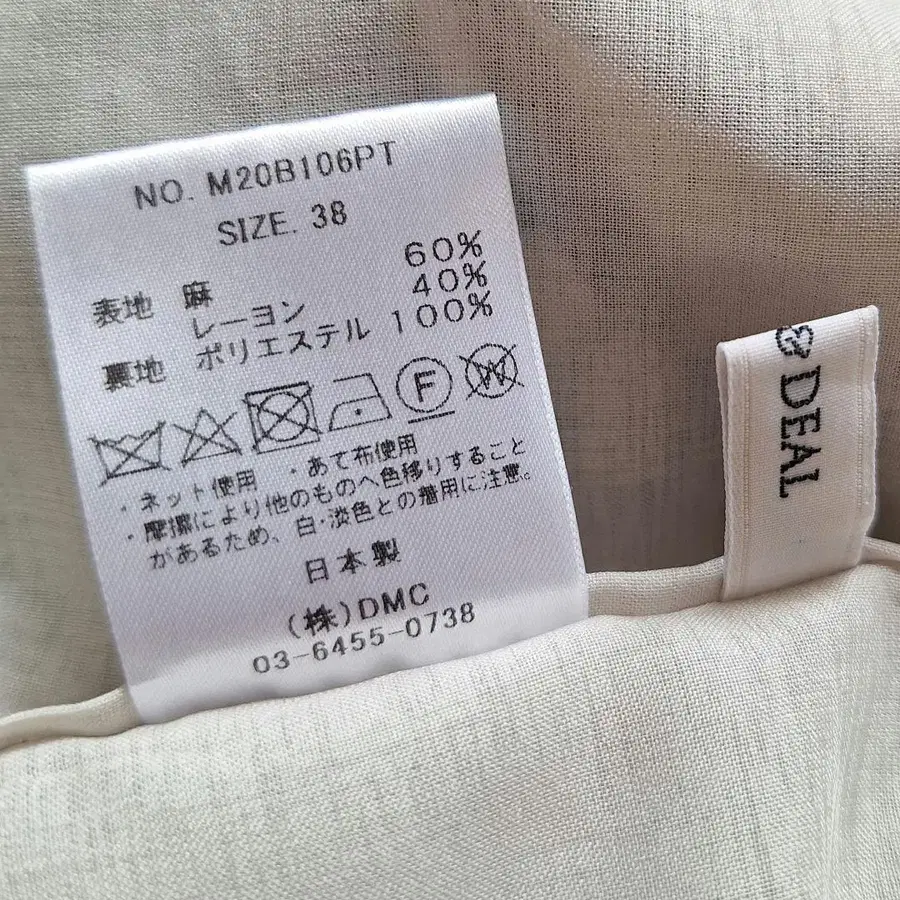 NO. M20B106PT
SIZE. 38
表地 麻 60%
レーヨン 40%
裏地 ポリエステル 100%
F W
・ネット使用 ・あて布使用
・摩擦により他のものへ色移りすること
があるため、白・淡色との着用に注意。
日本製
(株)DMC
03-6455-0738
& DEAL